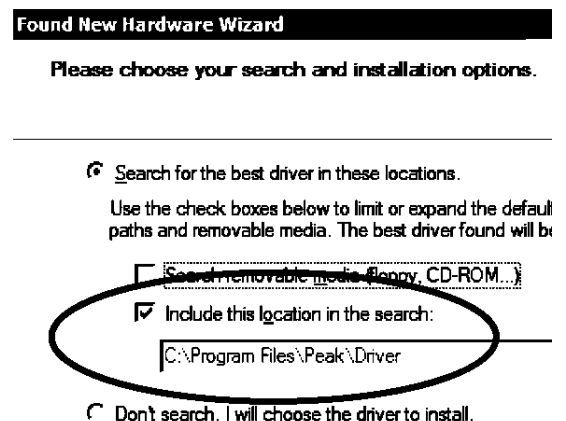 Found New Hardware Wizard
Please choose your search and installation options.
Search for the best driver in these locations.
Use the check boxes below to limit or expand the default
paths and removable media. The best driver found will be
Search removable media (floppy, CD-ROM...)
Include this location in the search:
C:\Program Files\Peak\Driver
Don't search. I will choose the driver to install.